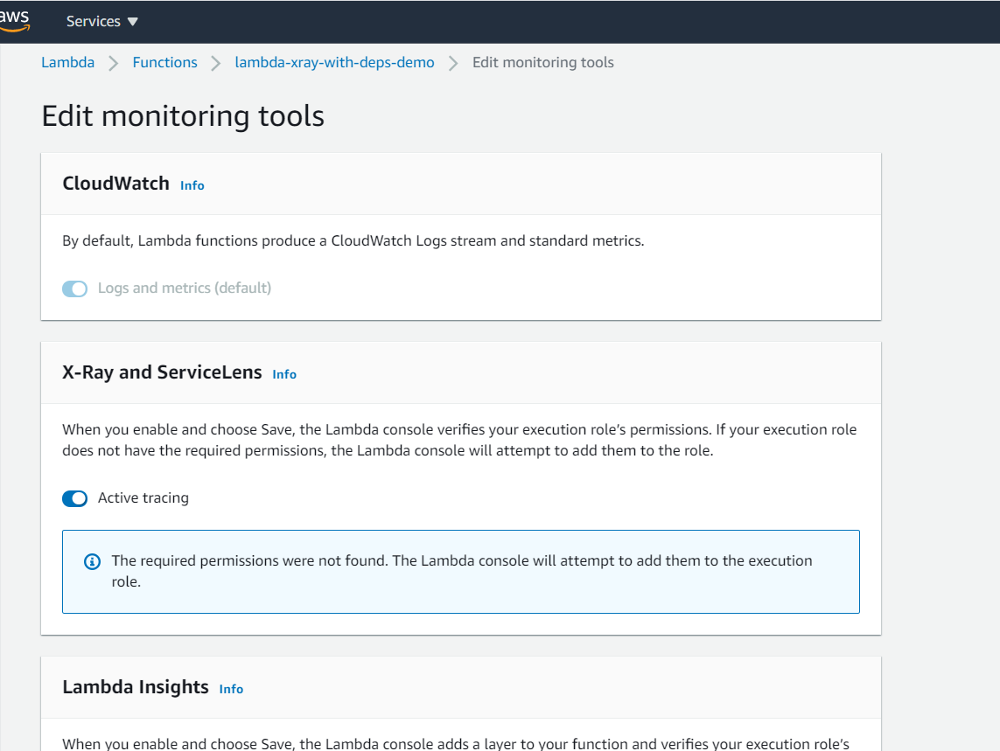 aws
Services
Lambda Functions lambda-xray-with-deps-demo Edit monitoring tools
Edit monitoring tools
CloudWatch Info
By default, Lambda functions produce a CloudWatch Logs stream and standard metrics.
Logs and metrics (default)
X-Ray and ServiceLens Info
When you enable and choose Save, the Lambda console verifies your execution role’s permissions. If your execution role
does not have the required permissions, the Lambda console will attempt to add them to the role.
Active tracing
The required permissions were not found. The Lambda console will attempt to add them to the execution
role.
Lambda Insights Info
When you enable and choose Save, the Lambda console adds a layer to your function and verifies your execution role’s